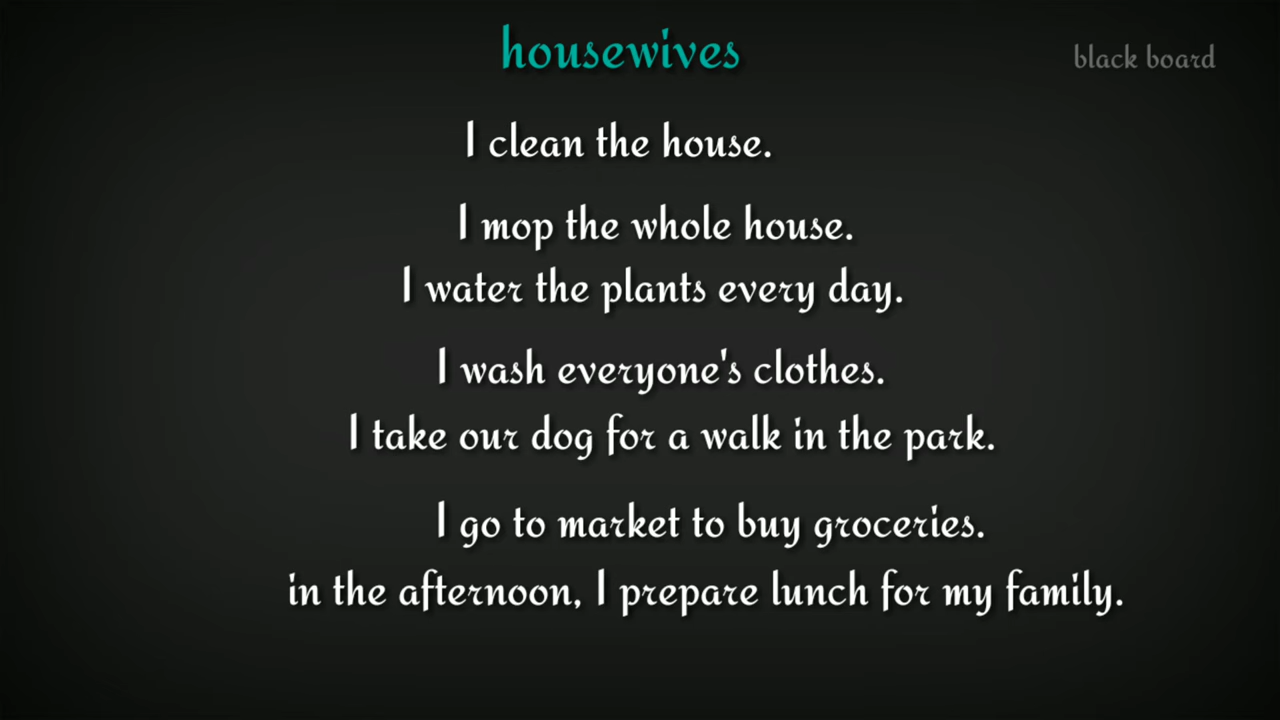 housewives
black board
I clean the house.
I mop the whole house.
I water the plants every day.
I wash everyone's clothes.
I take our dog for a walk in the park.
I go to market to buy groceries.
in the afternoon, I prepare lunch for my family.